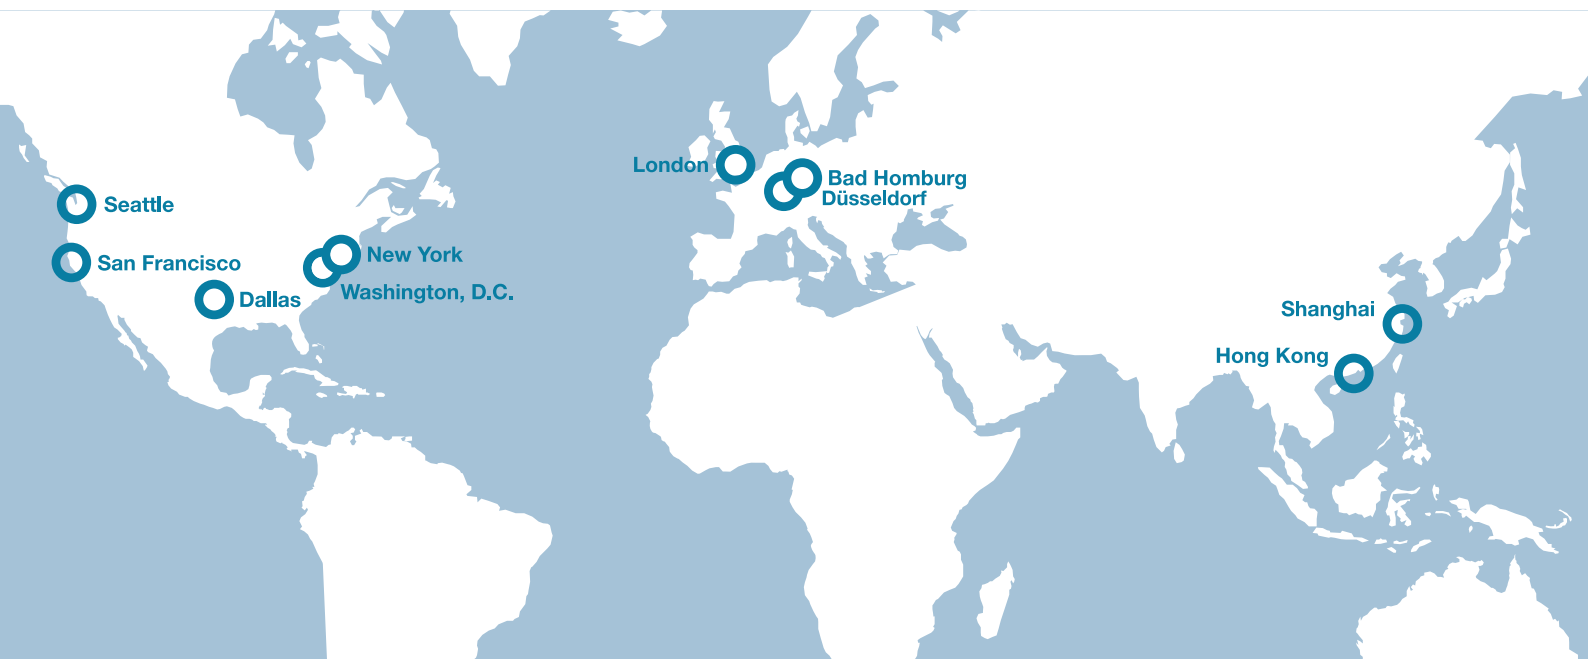 London
Bad Homburg
Düsseldorf
Seattle
New York
San Francisco
Washington, D.C.
Dallas
Shanghai
Hong Kong